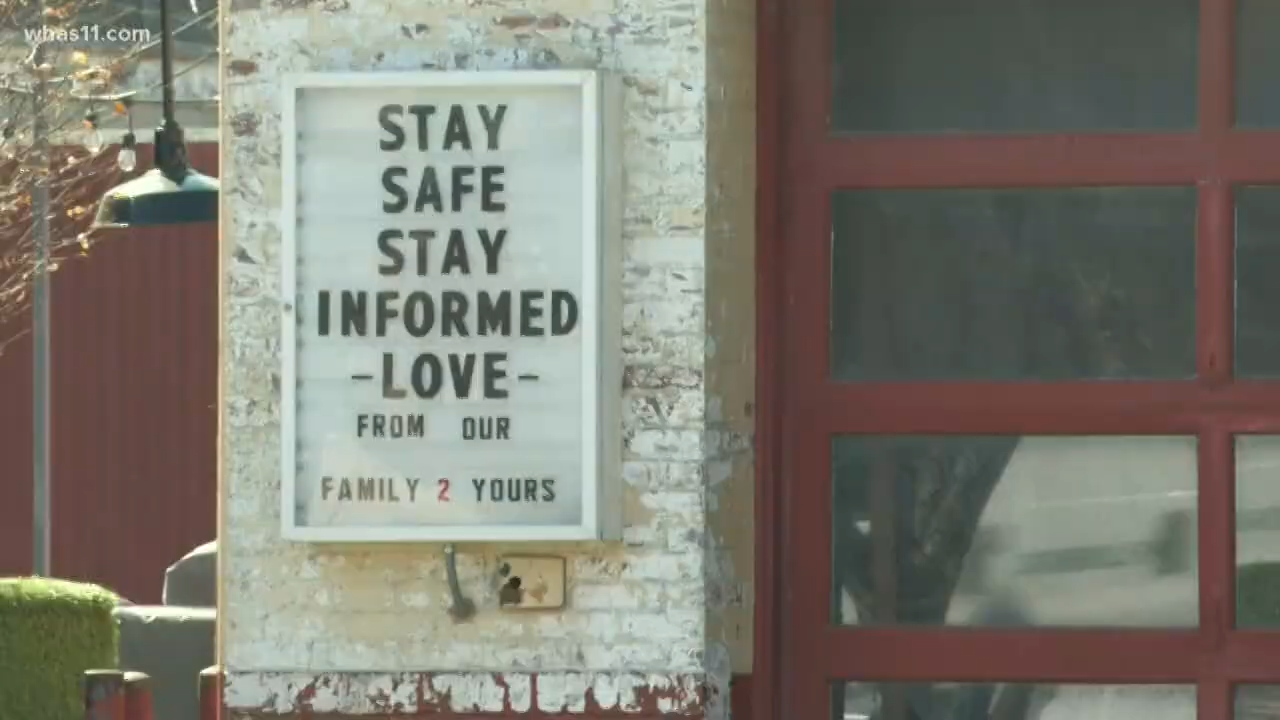 whas11.com
STAY
SAFE
STAY
INFORMED
-LOVE-
FROM OUR
FAMILY 2 YOURS